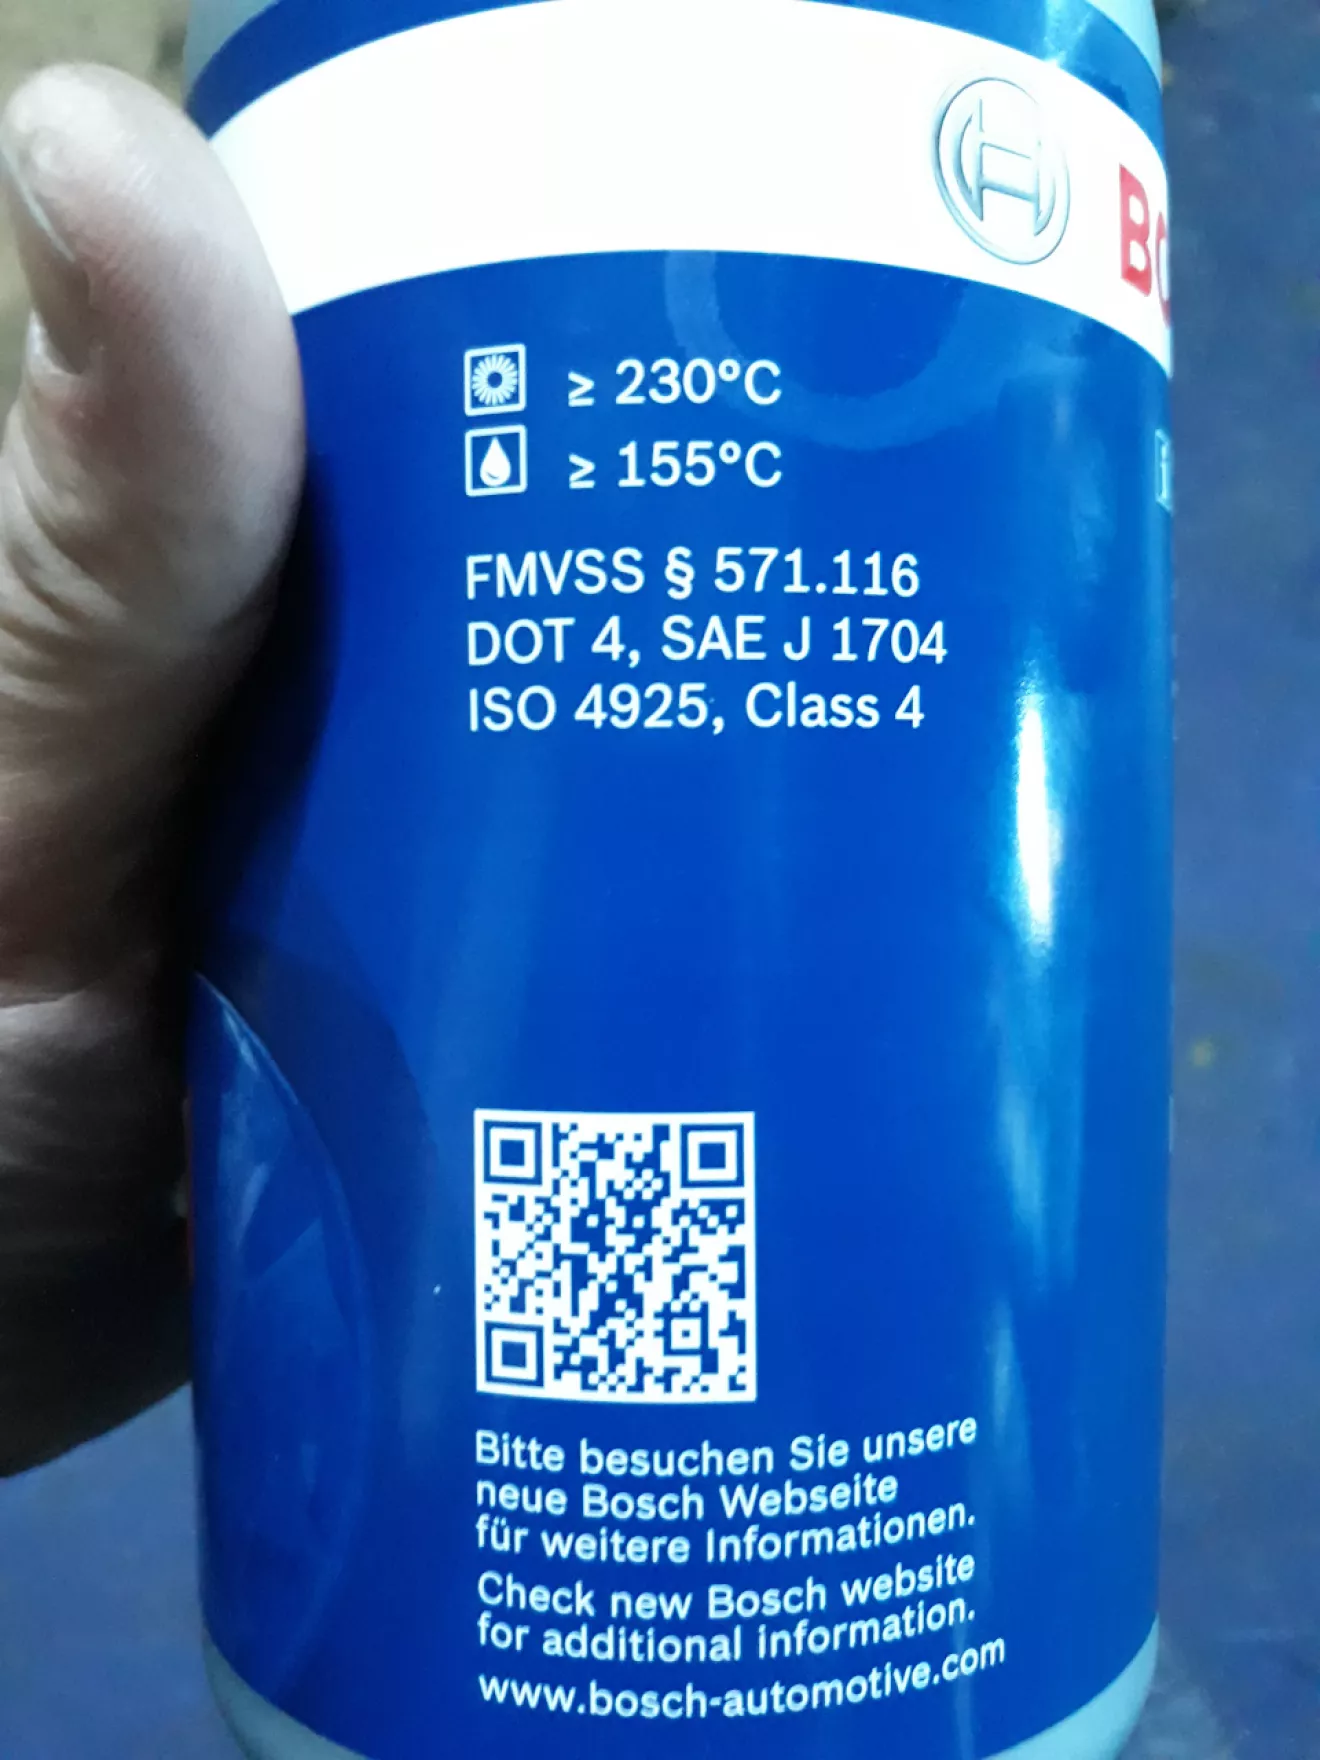 ≥ 230°C
≥ 155°C
FMVSS § 571.116
DOT 4, SAE J 1704
ISO 4925, Class 4
Bitte besuchen Sie unsere
neue Bosch Webseite
für weitere Informationen.
Check new Bosch website
for additional information.
www.bosch-automotive.com